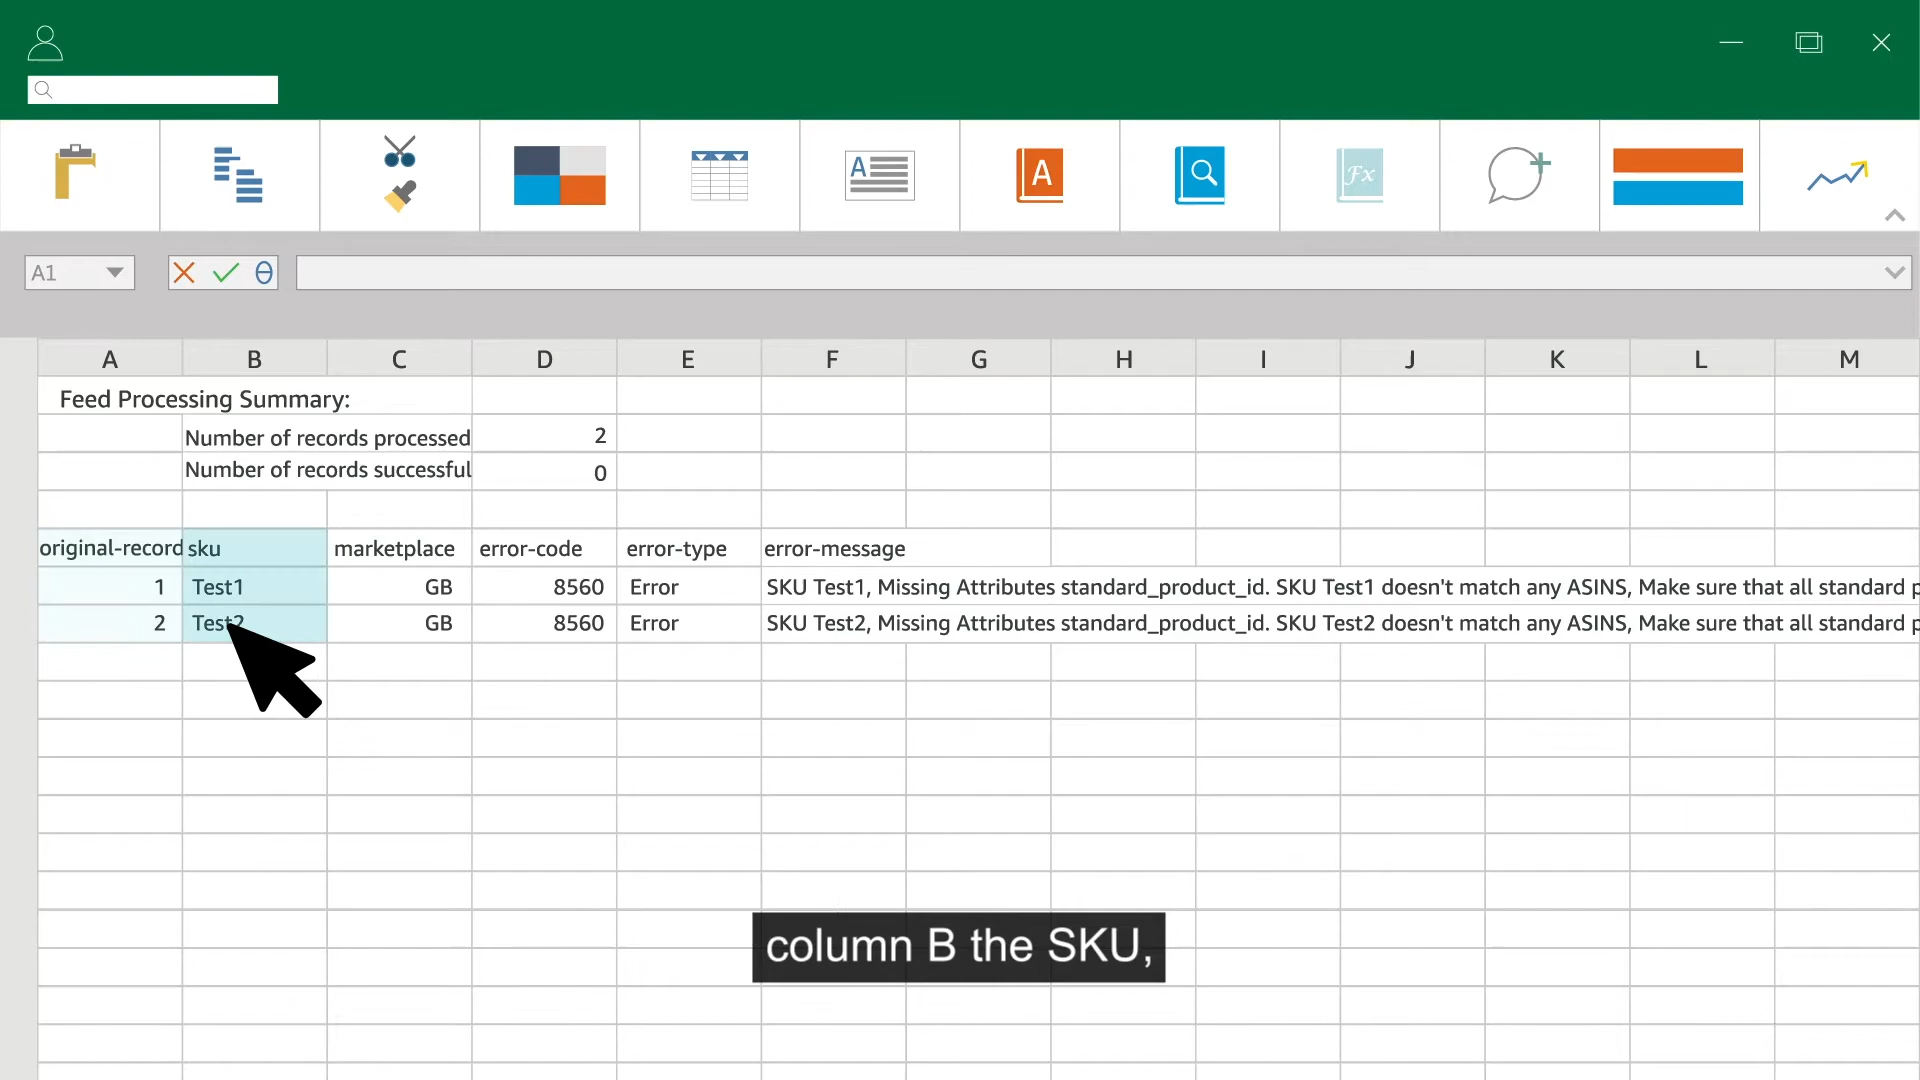 A
A
Fx
A1
A B C D E F G H I J K L M
Feed Processing Summary:
Number of records processed 2
Number of records successful 0
original-record sku marketplace error-code error-type error-message
1 Test1 GB 8560 Error SKU Test1, Missing Attributes standard_product_id. SKU Test1 doesn't match any ASINS, Make sure that all standard p
2 Test2 GB 8560 Error SKU Test2, Missing Attributes standard_product_id. SKU Test2 doesn't match any ASINS, Make sure that all standard p
column B the SKU,